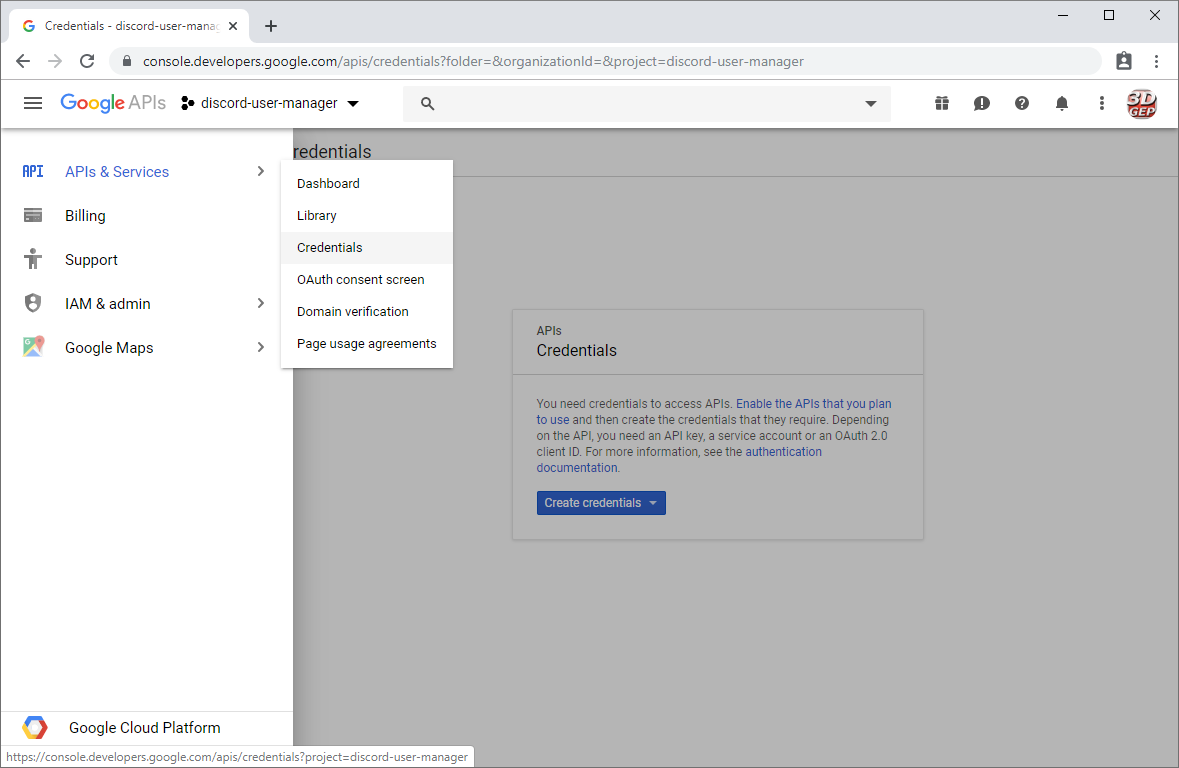 Credentials - discord-user-mana
console.developers.google.com/apis/credentials?folder=&organizationId=&project=discord-user-manager
Google APIs
discord-user-manager
3D
GEP
redentials
API
APIs & Services
Billing
Support
IAM & admin
Google Maps
Dashboard
Library
Credentials
OAuth consent screen
Domain verification
Page usage agreements
APIs
Credentials
You need credentials to access APIs. Enable the APIs that you plan
to use and then create the credentials that they require. Depending
on the API, you need an API key, a service account or an OAuth 2.0
client ID. For more information, see the authentication
documentation.
Create credentials
Google Cloud Platform
https://console.developers.google.com/apis/credentials?project=discord-user-manager